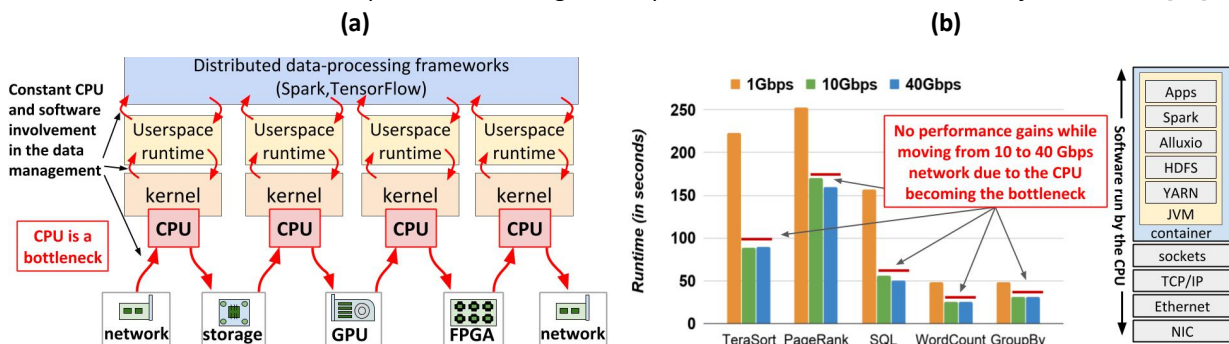 (a)
Distributed data-processing frameworks
(Spark,TensorFlow)
Constant CPU
and software
involvement
in the data
management
Userspace
runtime
Userspace
runtime
Userspace
runtime
Userspace
runtime
kernel
kernel
kernel
kernel
CPU
CPU
CPU
CPU
CPU is a
bottleneck
network
storage
GPU
FPGA
network
(b)
1Gbps
10Gbps
40Gbps
Runtime (in seconds)
250
200
150
100
50
0
No performance gains while
moving from 10 to 40 Gbps
network due to the CPU
becoming the bottleneck
TeraSort
PageRank
SQL
WordCount
GroupBy
Software run by the CPU
Apps
Spark
Alluxio
HDFS
YARN
JVM
container
sockets
TCP/IP
Ethernet
NIC